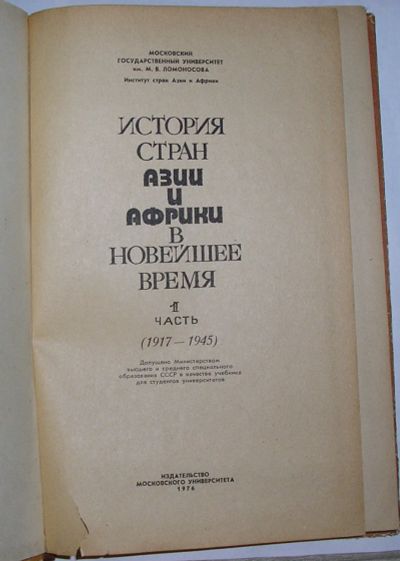 МОСКОВСКИЙ
ГОСУДАРСТВЕННЫЙ УНИВЕРСИТЕТ
им. М. В. ЛОМОНОСОВА
Институт стран Азии и Африки
ИСТОРИЯ
СТРАН
АЗИИ
И
АФРИКИ
В
НОВЕЙШЕЕ
ВРЕМЯ
1
ЧАСТЬ
(1917—1945)
Допущено Министерством
высшего и среднего специального
образования СССР в качестве учебника
для студентов университетов
ИЗДАТЕЛЬСТВО
МОСКОВСКОГО УНИВЕРСИТЕТА
1976